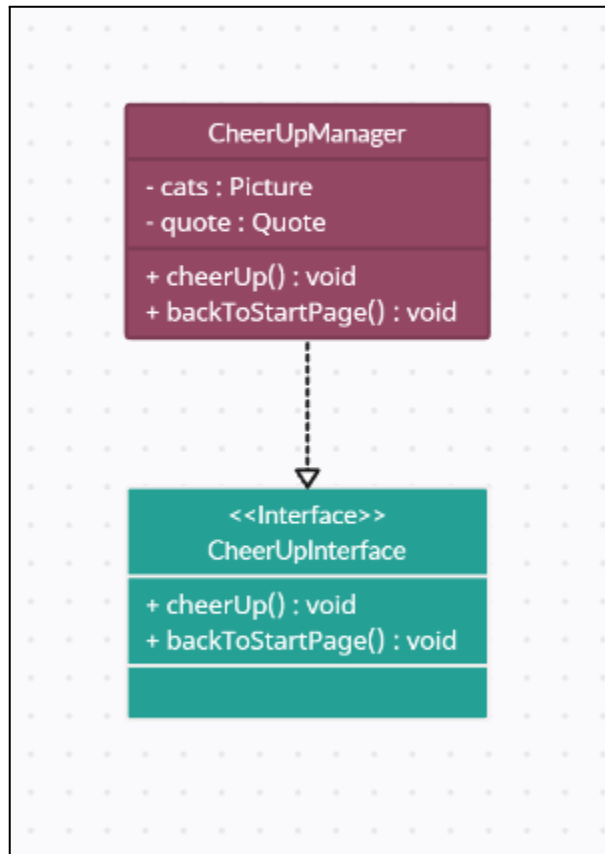 CheerUpManager
- cats : Picture
- quote : Quote
+ cheerUp() : void
+ backToStartPage() : void
<<Interface>>
CheerUpInterface
+ cheerUp() : void
+ backToStartPage() : void